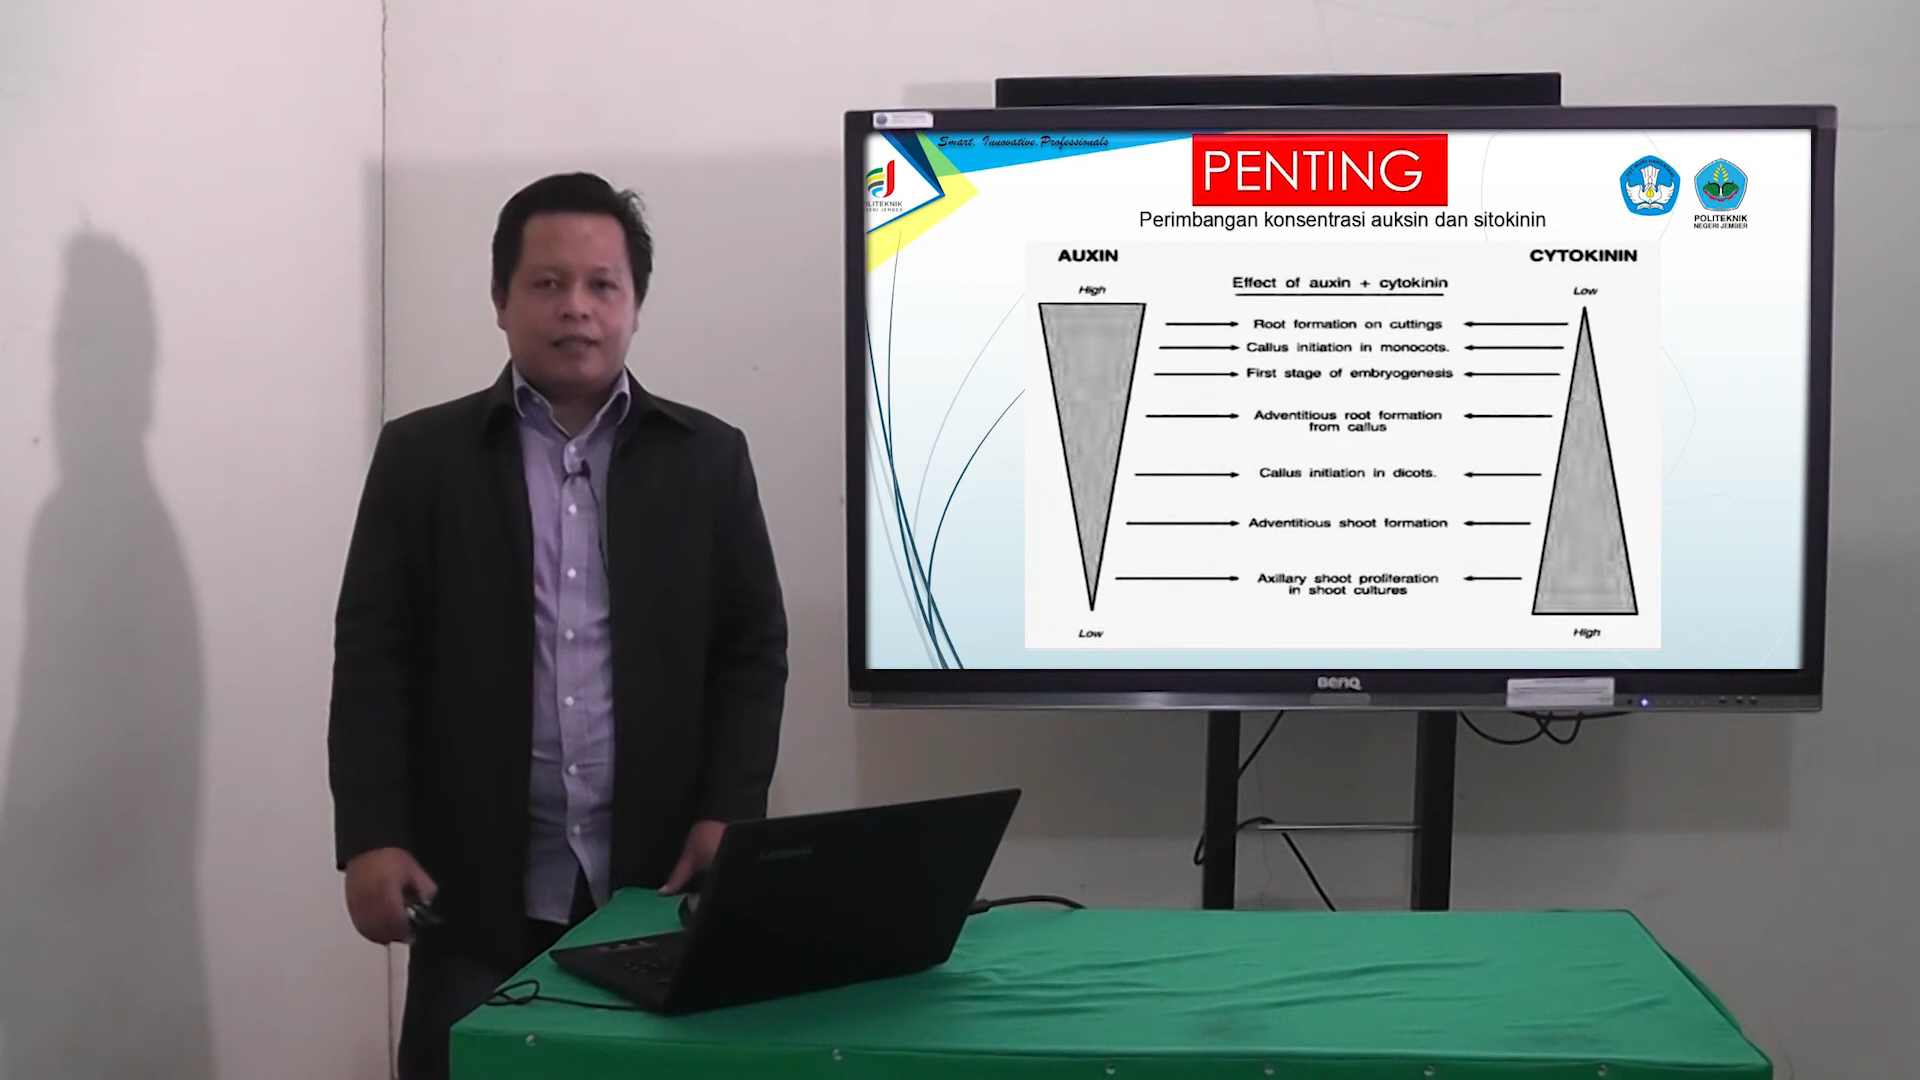 Smart, Innovative, Professionals
PENTING
Perimbangan konsentrasi auksin dan sitokinin
POLITEKNIK
NEGERI JEMBER
AUXIN
CYTOKININ
High
Effect of auxin + cytokinin
Low
Root formation on cuttings
Callus initiation in monocots.
First stage of embryogenesis
Adventitious root formation
from callus
Callus initiation in dicots.
Adventitious shoot formation
Axillary shoot proliferation
in shoot cultures
Low
High
BenQ